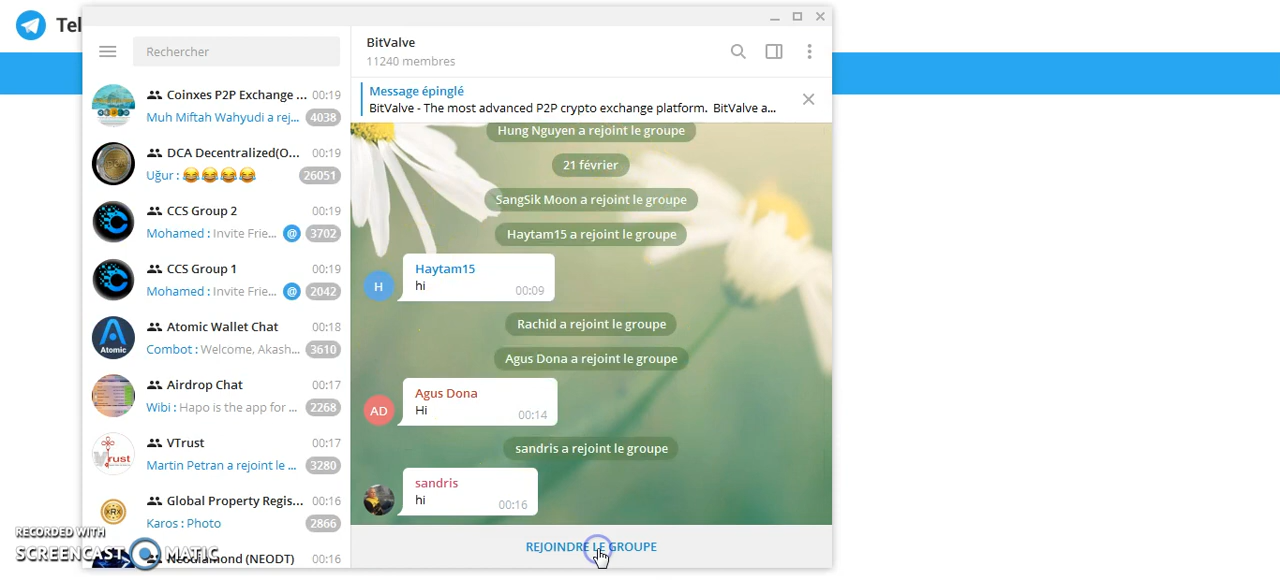 Tel
Rechercher
Coinxes P2P Exchange ... 00:19
Muh Miftah Wahyudi a rej... 4038
DCA Decentralized(O... 00:19
Uğur : 😂😂😂😂 26051
CCS Group 2 00:19
Mohamed : Invite Frie... @ 3702
CCS Group 1 00:19
Mohamed : Invite Frie... @ 2042
Atomic Wallet Chat 00:18
Combot : Welcome, Akash... 3610
Atomic
Airdrop Chat 00:17
Wibi : Hapo is the app for ... 2268
VTrust 00:17
Martin Petran a rejoint le ... 3280
Global Property Regis... 00:16
Karos : Photo 2866
XRX
Neodiamond (NEODT) 00:16
RECORDED WITH
SCREENCAST MATIC
BitValve
11240 membres
Message épinglé
BitValve - The most advanced P2P crypto exchange platform. BitValve a...
Hung Nguyen a rejoint le groupe
21 février
SangSik Moon a rejoint le groupe
Haytam15 a rejoint le groupe
Haytam15
H
hi 00:09
Rachid a rejoint le groupe
Agus Dona a rejoint le groupe
Agus Dona
AD
Hi 00:14
sandris a rejoint le groupe
sandris
hi 00:16
REJOINDRE LE GROUPE